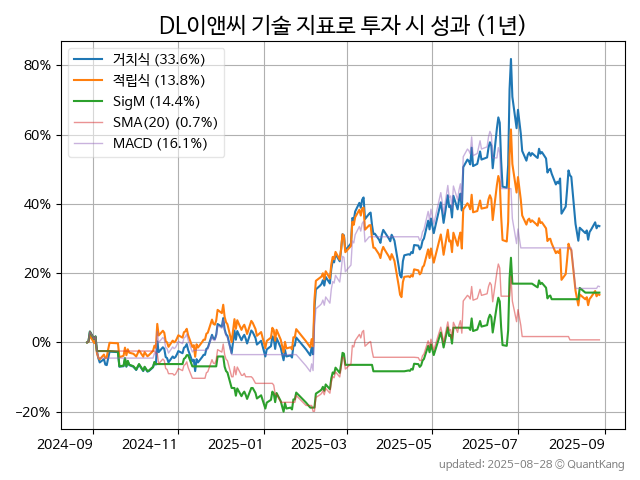 DL이앤씨 기술 지표로 투자 시 성과 (1년)
거치식 (33.6%)
적립식 (13.8%)
SigM (14.4%)
SMA(20) (0.7%)
MACD (16.1%)
80%
60%
40%
20%
0%
−20%
2024-09 2024-11 2025-01 2025-03 2025-05 2025-07 2025-09
updated: 2025-08-28 © QuantKang